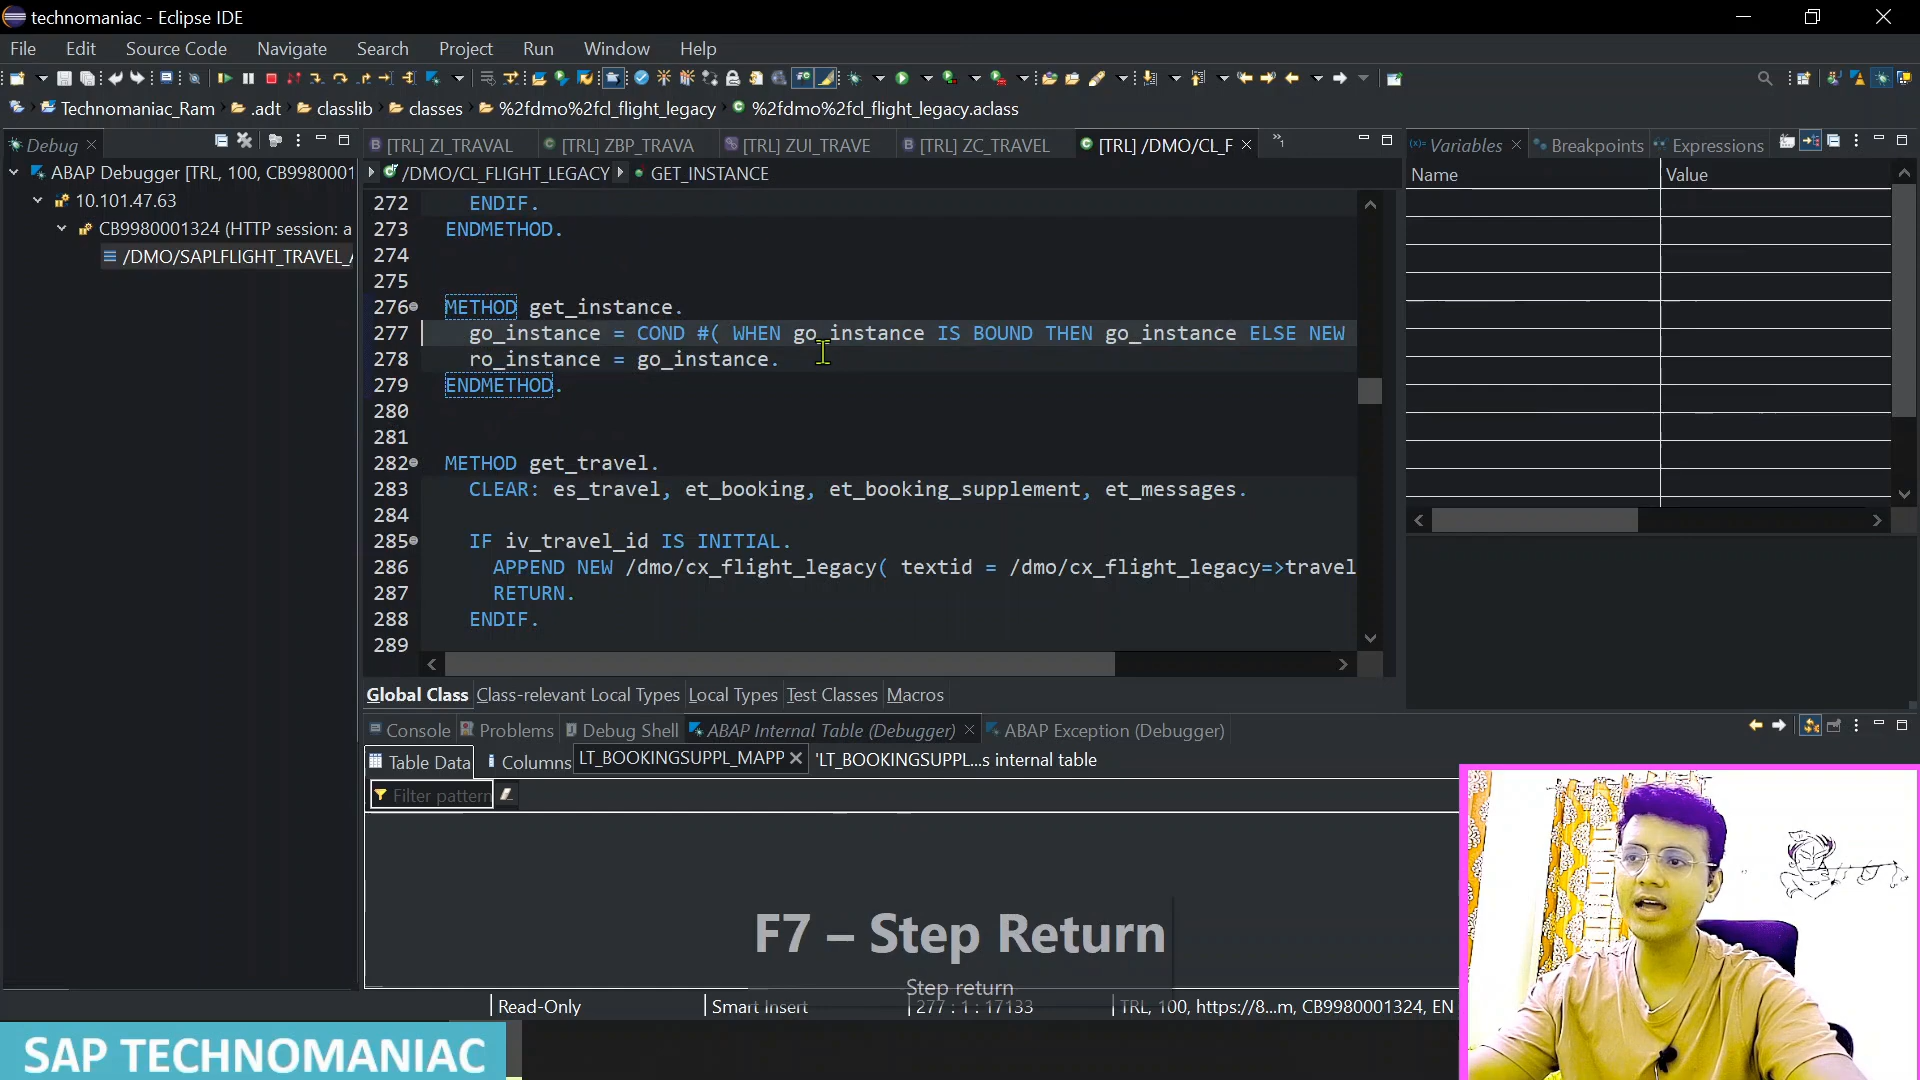 technomaniac - Eclipse IDE
File Edit Source Code Navigate Search Project Run Window Help
Technomaniac_Ram .adt classlib classes %2fdmo%2fcl_flight_legacy %2fdmo%2fcl_flight_legacy.aclass
Debug
ABAP Debugger [TRL, 100, CB9980001
10.101.47.63
CB9980001324 (HTTP session: a
/DMO/SAPLFLIGHT_TRAVEL_
[TRL] ZI_TRAVAL [TRL] ZBP_TRAVA [TRL] ZUI_TRAVE [TRL] ZC_TRAVEL [TRL] /DMO/CL_F
/DMO/CL_FLIGHT_LEGACY GET_INSTANCE
272 ENDIF.
273 ENDMETHOD.
274
275
276 METHOD get_instance.
277 go_instance = COND #( WHEN go_instance IS BOUND THEN go_instance ELSE NEW
278 ro_instance = go_instance.
279 ENDMETHOD.
280
281
282 METHOD get_travel.
283 CLEAR: es_travel, et_booking, et_booking_supplement, et_messages.
284
285 IF iv_travel_id IS INITIAL.
286 APPEND NEW /dmo/cx_flight_legacy( textid = /dmo/cx_flight_legacy=>travel
287 RETURN.
288 ENDIF.
289
Global Class Class-relevant Local Types Local Types Test Classes Macros
(x)= Variables Breakpoints Expressions
Name Value
Console Problems Debug Shell ABAP Internal Table (Debugger) ABAP Exception (Debugger)
Table Data Columns LT_BOOKINGSUPPL_MAPP 'LT_BOOKINGSUPPL...s internal table
Filter pattern
F7 – Step Return
Step return
Read-Only Smart Insert 277 : 1 : 17133 TRL, 100, https://8...m, CB9980001324, EN
SAP TECHNOMANIAC